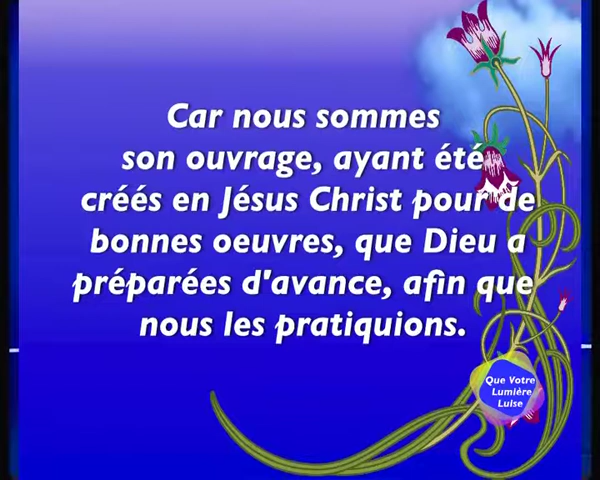 Car nous sommes
son ouvrage, ayant été
créés en Jésus Christ pour de
bonnes oeuvres, que Dieu a
préparées d'avance, afin que
nous les pratiquions.
Que Votre
Lumière
Luise